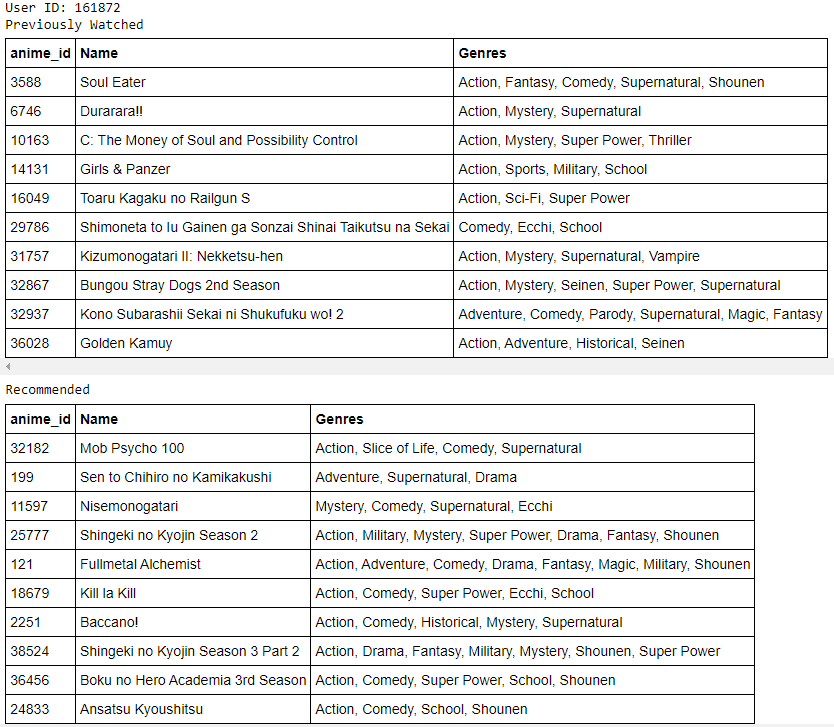 User ID: 161872
Previously Watched
anime_id Name Genres
3588 Soul Eater Action, Fantasy, Comedy, Supernatural, Shounen
6746 Durarara!! Action, Mystery, Supernatural
10163 C: The Money of Soul and Possibility Control Action, Mystery, Super Power, Thriller
14131 Girls & Panzer Action, Sports, Military, School
16049 Toaru Kagaku no Railgun S Action, Sci-Fi, Super Power
29786 Shimoneta to Iu Gainen ga Sonzai Shinai Taikutsu na Sekai Comedy, Ecchi, School
31757 Kizumonogatari II: Nekketsu-hen Action, Mystery, Supernatural, Vampire
32867 Bungou Stray Dogs 2nd Season Action, Mystery, Seinen, Super Power, Supernatural
32937 Kono Subarashii Sekai ni Shukufuku wo! 2 Adventure, Comedy, Parody, Supernatural, Magic, Fantasy
36028 Golden Kamuy Action, Adventure, Historical, Seinen
Recommended
anime_id Name Genres
32182 Mob Psycho 100 Action, Slice of Life, Comedy, Supernatural
199 Sen to Chihiro no Kamikakushi Adventure, Supernatural, Drama
11597 Nisemonogatari Mystery, Comedy, Supernatural, Ecchi
25777 Shingeki no Kyojin Season 2 Action, Military, Mystery, Super Power, Drama, Fantasy, Shounen
121 Fullmetal Alchemist Action, Adventure, Comedy, Drama, Fantasy, Magic, Military, Shounen
18679 Kill la Kill Action, Comedy, Super Power, Ecchi, School
2251 Baccano! Action, Comedy, Historical, Mystery, Supernatural
38524 Shingeki no Kyojin Season 3 Part 2 Action, Drama, Fantasy, Military, Mystery, Shounen, Super Power
36456 Boku no Hero Academia 3rd Season Action, Comedy, Super Power, School, Shounen
24833 Ansatsu Kyoushitsu Action, Comedy, School, Shounen